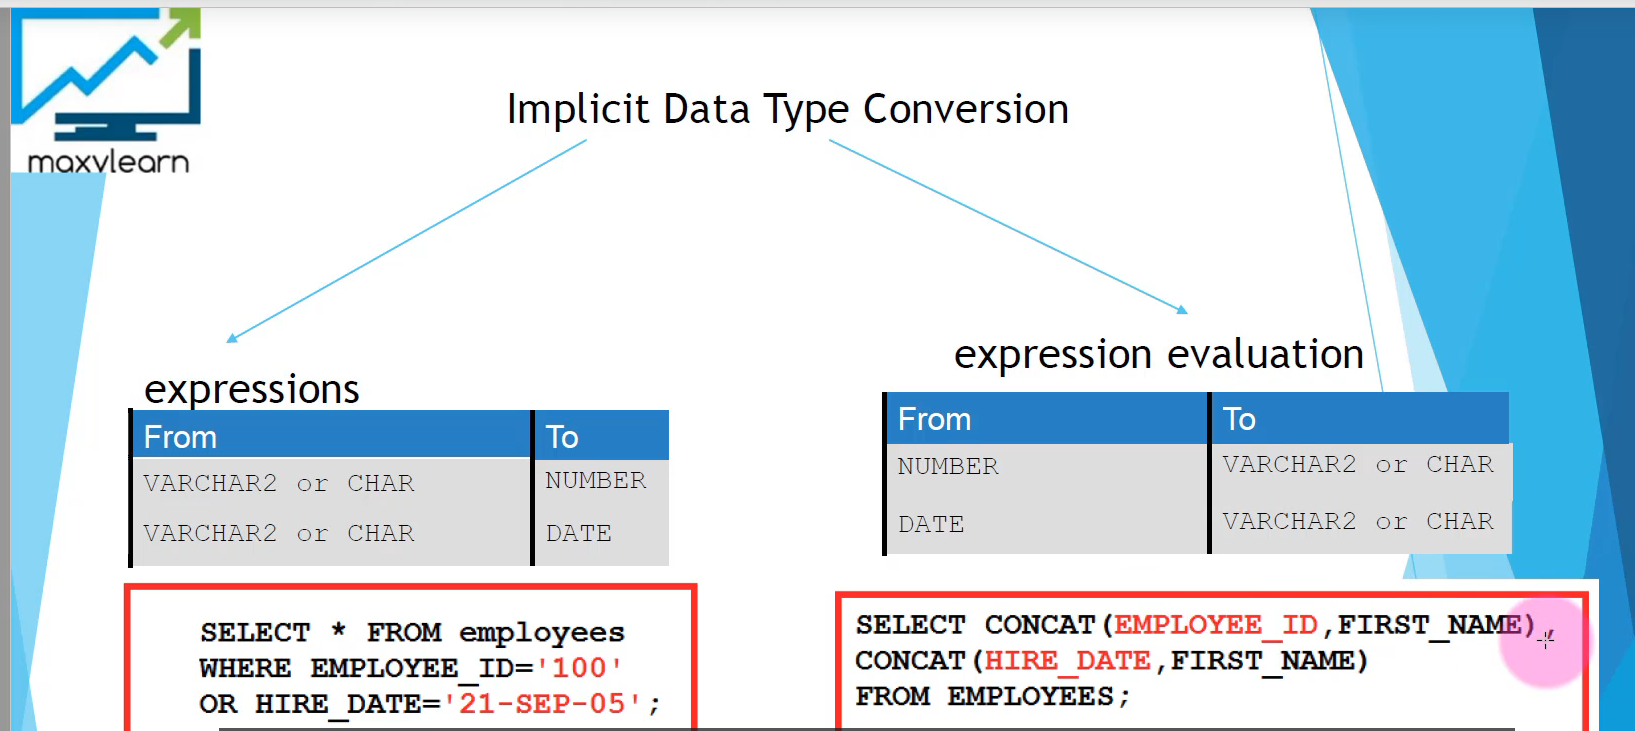 maxvlearn
Implicit Data Type Conversion
expressions
From To
VARCHAR2 or CHAR NUMBER
VARCHAR2 or CHAR DATE
SELECT * FROM employees
WHERE EMPLOYEE_ID='100'
OR HIRE_DATE='21-SEP-05';
expression evaluation
From To
NUMBER VARCHAR2 or CHAR
DATE VARCHAR2 or CHAR
SELECT CONCAT(EMPLOYEE_ID,FIRST_NAME),
CONCAT(HIRE_DATE,FIRST_NAME)
FROM EMPLOYEES;